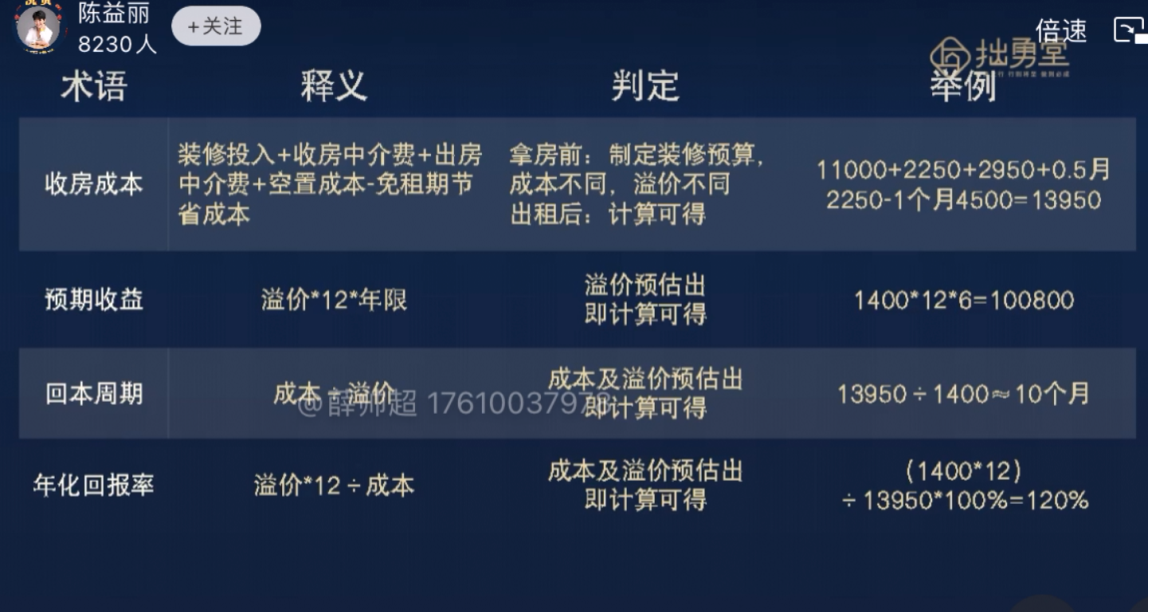 陈益丽
8230人
+关注
倍速
拙勇堂
术语
释义
判定
举例
收房成本
装修投入+收房中介费+出房
中介费+空置成本-免租期节
省成本
拿房前：制定装修预算，
成本不同，溢价不同
出租后：计算可得
11000+2250+2950+0.5月
2250-1个月4500=13950
预期收益
溢价*12*年限
溢价预估出
即计算可得
1400*12*6=100800
回本周期
成本÷溢价
成本及溢价预估出
即计算可得
13950÷1400≈10个月
@薛帅超
年化回报率
溢价*12÷成本
成本及溢价预估出
即计算可得
(1400*12)
÷13950*100%=120%